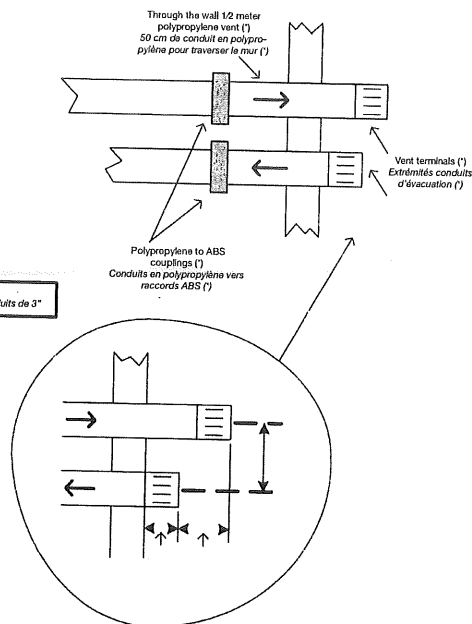 Through the wall 1/2 meter
polypropylene vent (*)
50 cm de conduit en polypro-
pylène pour traverser le mur (*)
Vent terminals (*)
Extrémités conduits
d'évacuation (*)
Polypropylene to ABS
couplings (*)
Conduits en polypropylène vers
raccords ABS (*)
de 3"